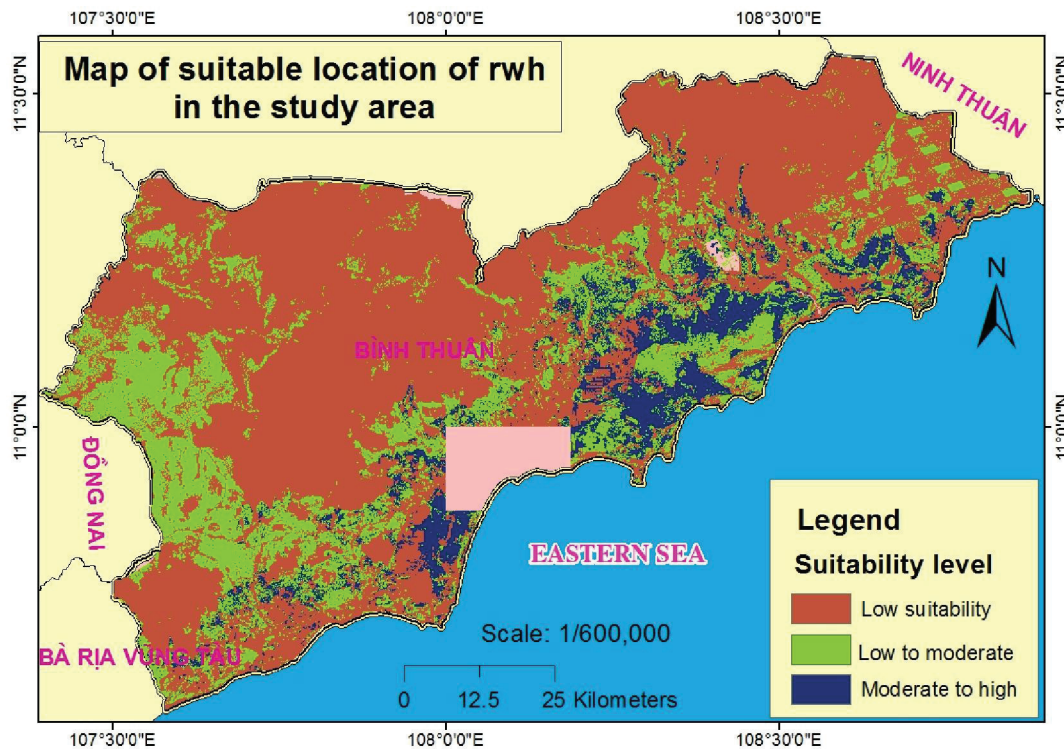 107°30'0"E
108°0'0"E
108°30'0"E
Map of suitable location of rwh
in the study area
NINH THUẬN
11°30'0"N
11°30'0"N
BÌNH THUẬN
N
11°0'0"N
11°0'0"N
ĐỒNG NAI
EASTERN SEA
BÀ RỊA VUNG TÀU
Scale: 1/600,000
0 12.5 25 Kilometers
Legend
Suitability level
Low suitability
Low to moderate
Moderate to high
107°30'0"E
108°0'0"E
108°30'0"E